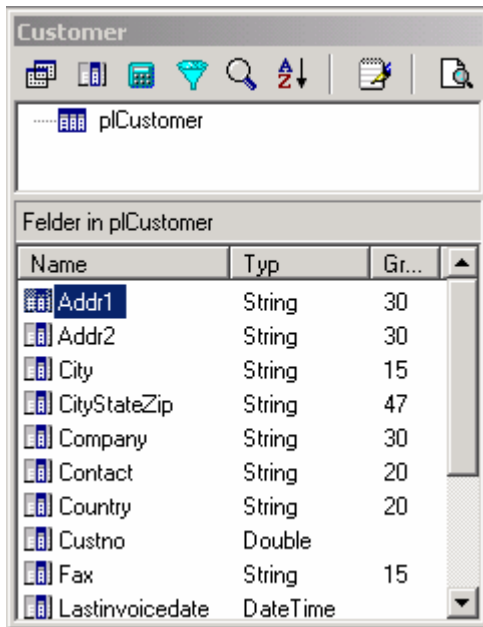 Customer
plCustomer
Felder in plCustomer
Name Typ Gr...
Addr1 String 30
Addr2 String 30
City String 15
CityStateZip String 47
Company String 30
Contact String 20
Country String 20
Custno Double
Fax String 15
Lastinvoicedate DateTime